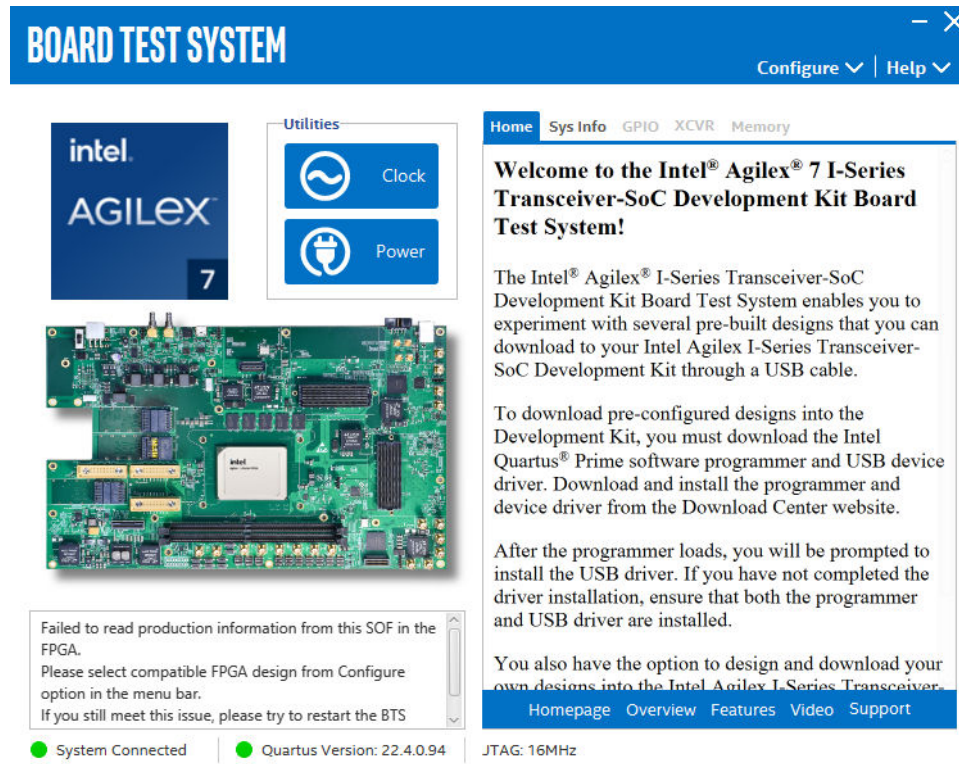 BOARD TEST SYSTEM
Configure
Help
intel.
AGILEX
7
Utilities
Clock
Power
Home Sys Info GPIO XCVR Memory
Welcome to the Intel® Agilex® 7 I-Series
Transceiver-SoC Development Kit Board
Test System!
The Intel® Agilex® I-Series Transceiver-SoC
Development Kit Board Test System enables you to
experiment with several pre-built designs that you can
download to your Intel Agilex I-Series Transceiver-
SoC Development Kit through a USB cable.
To download pre-configured designs into the
Development Kit, you must download the Intel
Quartus® Prime software programmer and USB device
driver. Download and install the programmer and
device driver from the Download Center website.
After the programmer loads, you will be prompted to
install the USB driver. If you have not completed the
driver installation, ensure that both the programmer
and USB driver are installed.
You also have the option to design and download your
own designs into the Intel Agilex I-Series Transceiver-
intel
Failed to read production information from this SOF in the
FPGA.
Please select compatible FPGA design from Configure
option in the menu bar.
If you still meet this issue, please try to restart the BTS
Homepage Overview Features Video Support
System Connected
Quartus Version: 22.4.0.94
JTAG: 16MHz